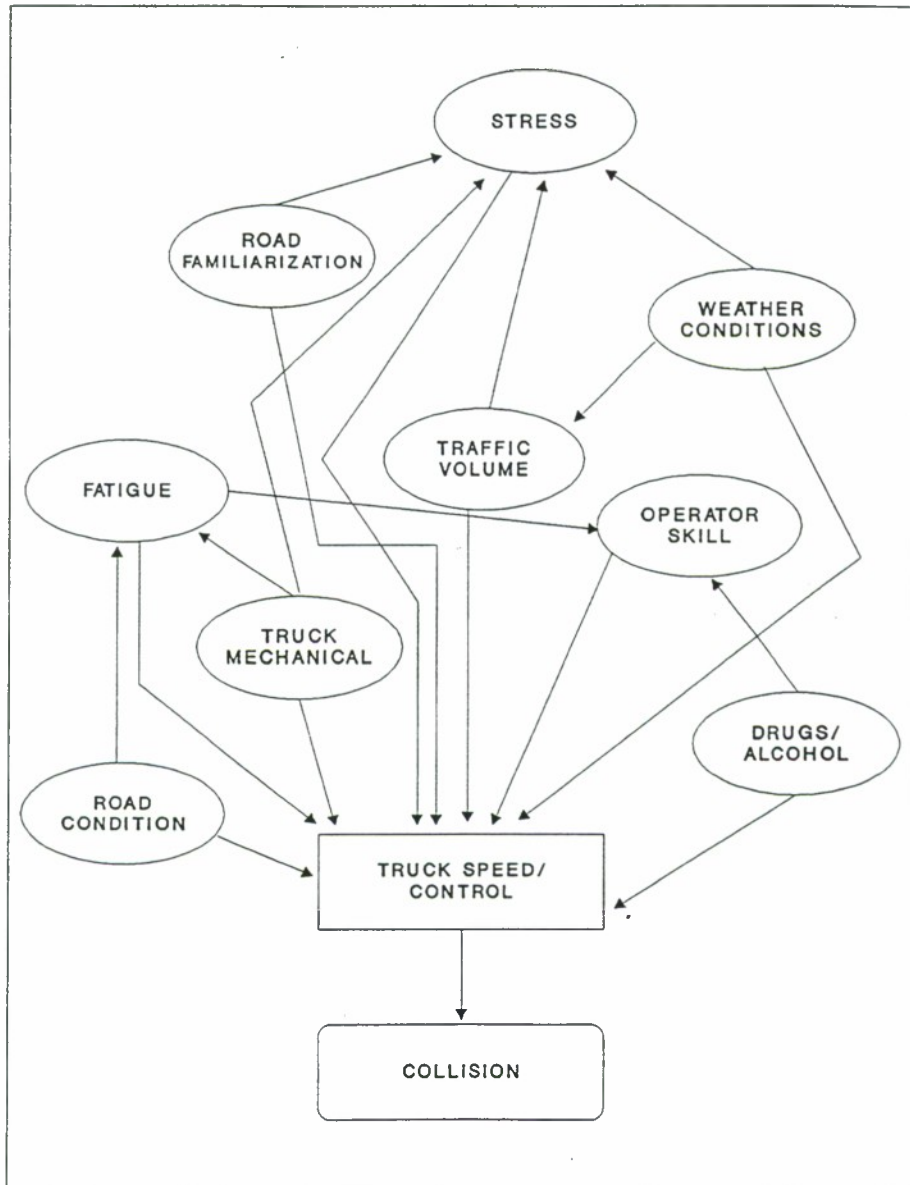 STRESS
ROAD
FAMILIARIZATION
WEATHER
CONDITIONS
TRAFFIC
VOLUME
FATIGUE
OPERATOR
SKILL
TRUCK
MECHANICAL
DRUGS/
ALCOHOL
ROAD
CONDITION
TRUCK SPEED/
CONTROL
COLLISION